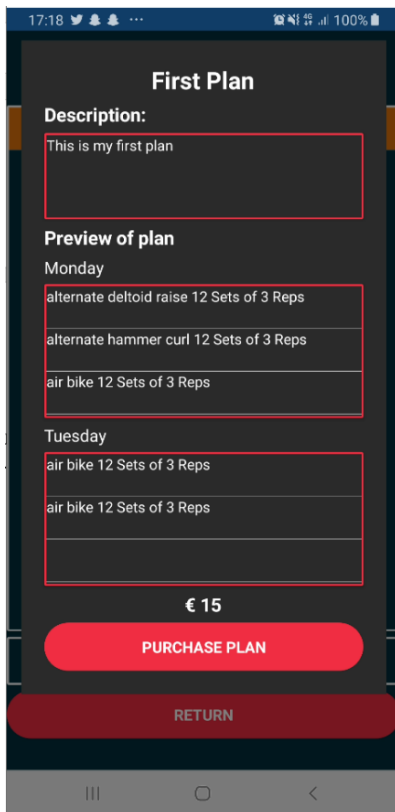 17:18 ... 4G 100%
First Plan
Description:
This is my first plan
Preview of plan
Monday
alternate deltoid raise 12 Sets of 3 Reps
alternate hammer curl 12 Sets of 3 Reps
air bike 12 Sets of 3 Reps
Tuesday
air bike 12 Sets of 3 Reps
air bike 12 Sets of 3 Reps
€ 15
PURCHASE PLAN
RETURN